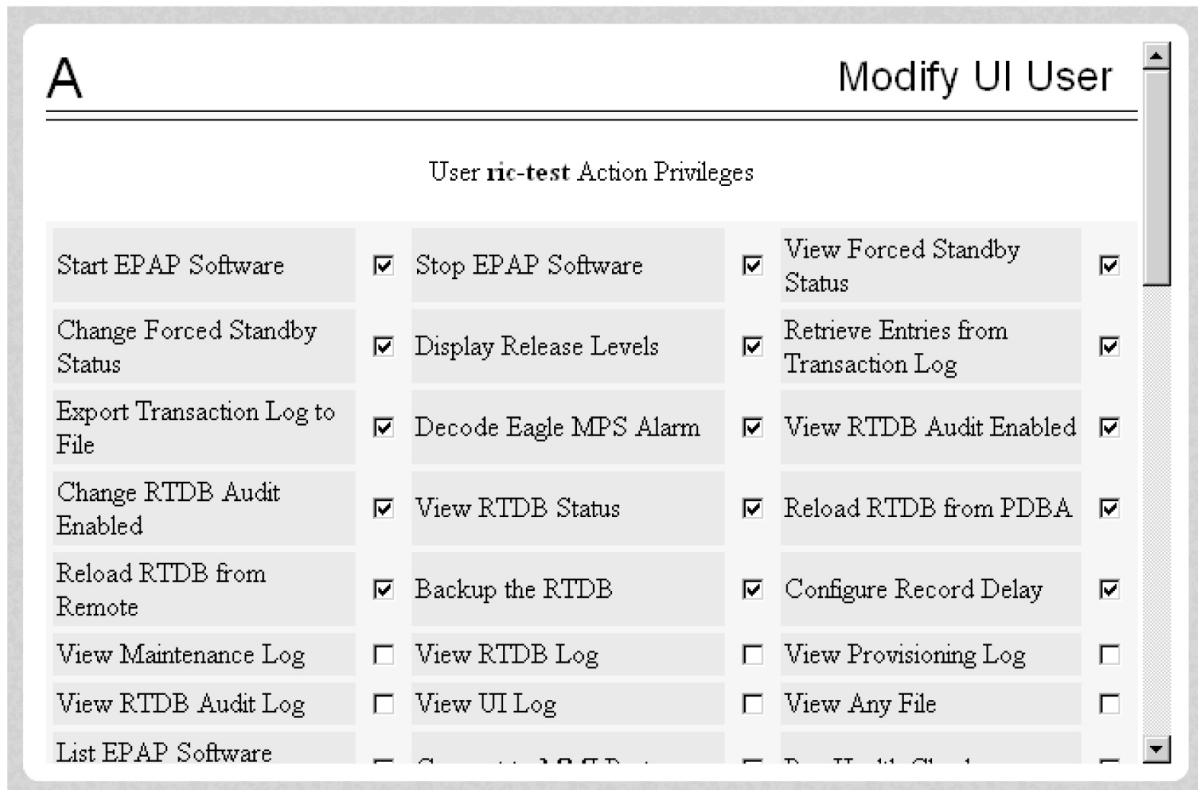 A
Modify UI User
User ric-test Action Privileges
Start EPAP Software
Stop EPAP Software
View Forced Standby
Status
Change Forced Standby
Status
Display Release Levels
Retrieve Entries from
Transaction Log
Export Transaction Log to
File
Decode Eagle MPS Alarm
View RTDB Audit Enabled
Change RTDB Audit
Enabled
View RTDB Status
Reload RTDB from PDBA
Reload RTDB from
Remote
Backup the RTDB
Configure Record Delay
View Maintenance Log
View RTDB Log
View Provisioning Log
View RTDB Audit Log
View UI Log
View Any File
List EPAP Software